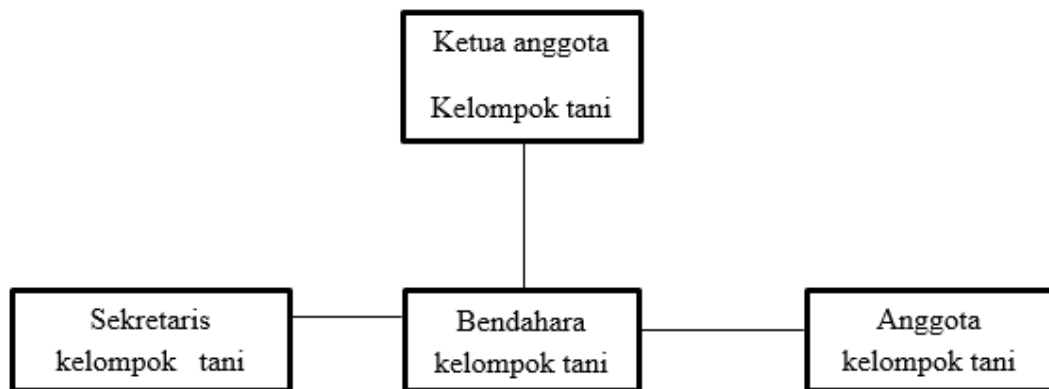 Ketua anggota
Kelompok tani
Sekretaris
kelompok tani
Bendahara
kelompok tani
Anggota
kelompok tani